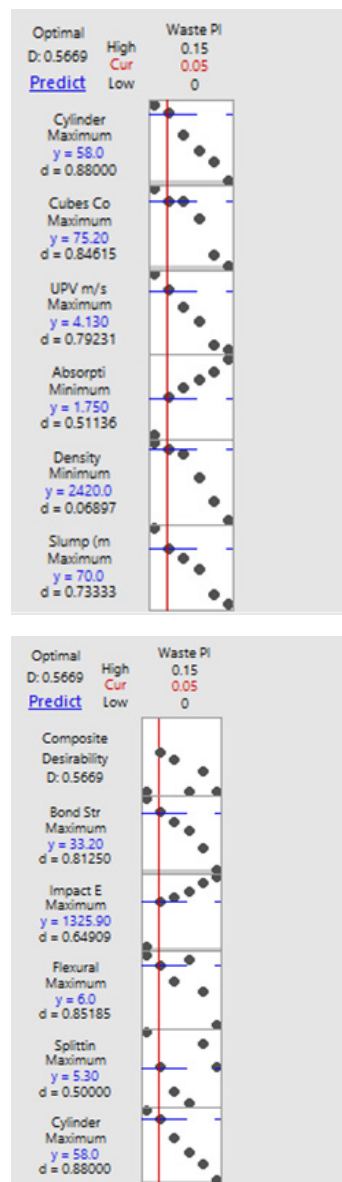 Optimal
D: 0.5669
Predict
High
Cur
Low
Waste Pl
0.15
0.05
0
Cylinder
Maximum
y = 58.0
d = 0.88000
Cubes Co
Maximum
y = 75.20
d = 0.84615
UPV m/s
Maximum
y = 4.130
d = 0.79231
Absorpti
Minimum
y = 1.750
d = 0.51136
Density
Minimum
y = 2420.0
d = 0.06897
Slump (m
Maximum
y = 70.0
d = 0.73333
Optimal
D: 0.5669
Predict
High
Cur
Low
Waste Pl
0.15
0.05
0
Composite
Desirability
D: 0.5669
Bond Str
Maximum
y = 33.20
d = 0.81250
Impact E
Maximum
y = 1325.90
d = 0.64909
Flexural
Maximum
y = 6.0
d = 0.85185
Splittin
Maximum
y = 5.30
d = 0.50000
Cylinder
Maximum
y = 58.0
d = 0.88000